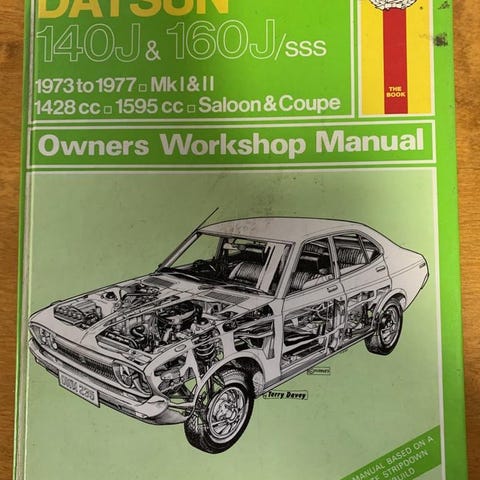 DATSUN
140J & 160J/SSS
THE
BOOK
1973 to 1977 ▫ Mk I & II
1428 cc ▫ 1595 cc ▫ Saloon & Coupe
Owners Workshop Manual
Terry Davey
MANUAL BASED ON A
STRIPDOWN